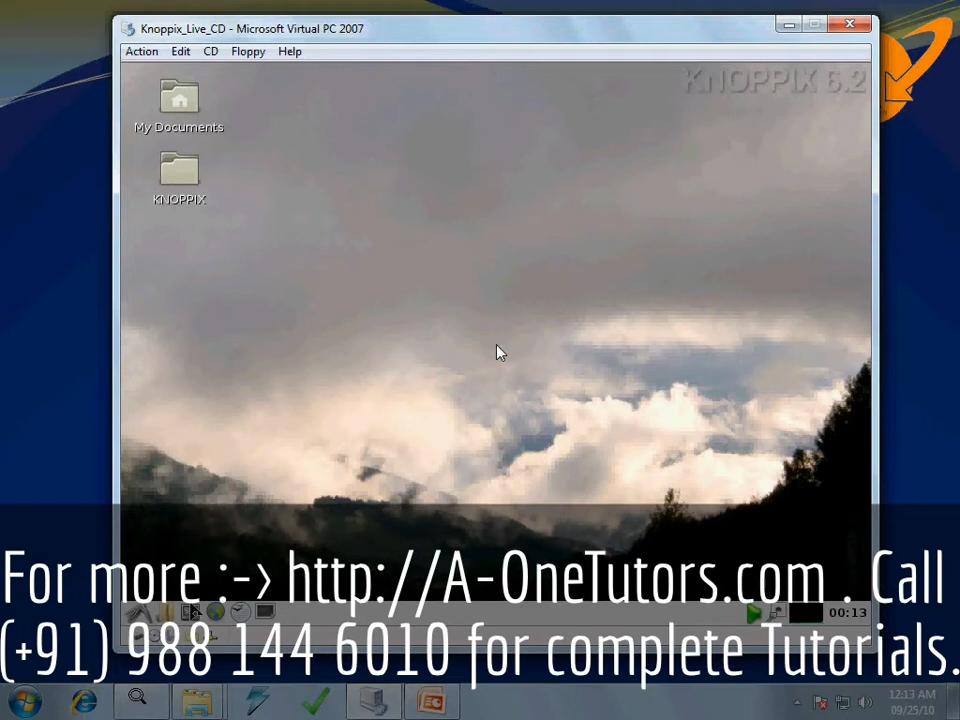 Knoppix_Live_CD - Microsoft Virtual PC 2007
Action Edit CD Floppy Help
KNOPPIX 6.2
My Documents
KNOPPIX
For more :-> http://A-OneTutors.com . Call
00:13
(+91) 988 144 6010 for complete Tutorials.
12:13 AM
09/25/10